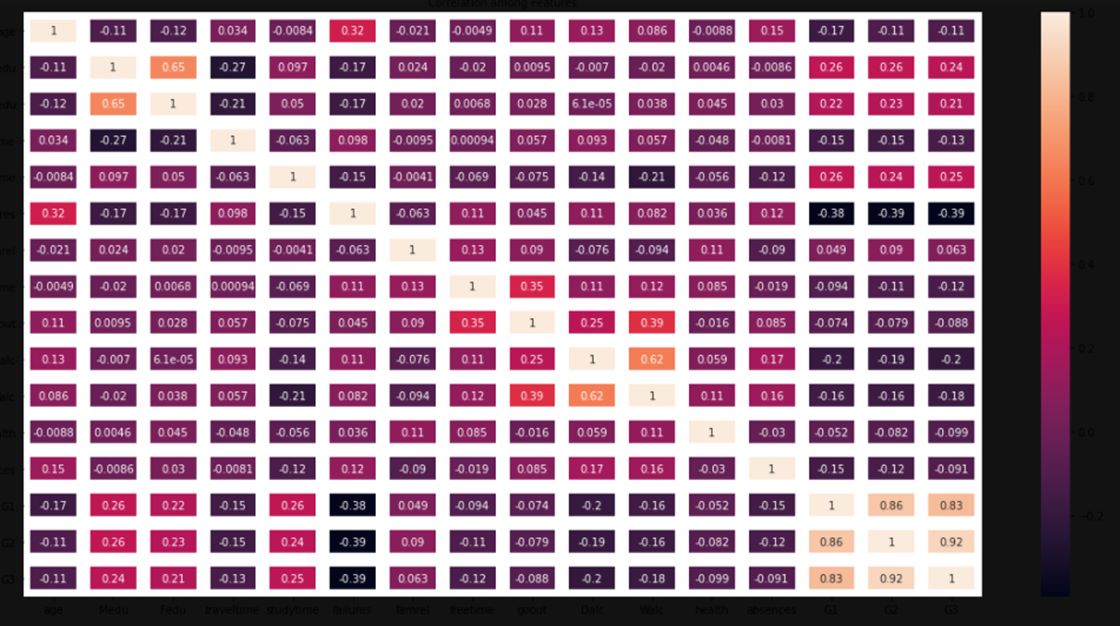 Correlation among Features
age 1 -0.11 -0.12 0.034 -0.0084 0.32 -0.021 -0.0049 0.11 0.13 0.086 -0.0088 0.15 -0.17 -0.11 -0.11 1.0
edu -0.11 1 0.65 -0.27 0.097 -0.17 0.024 -0.02 0.0095 -0.007 -0.02 0.0046 -0.0086 0.26 0.26 0.24
0.8
edu -0.12 0.65 1 -0.21 0.05 -0.17 0.02 0.0068 0.028 6.1e-05 0.038 0.045 0.03 0.22 0.23 0.21
me 0.034 -0.27 -0.21 1 -0.063 0.098 -0.0095 0.00094 0.057 0.093 0.057 -0.048 -0.0081 -0.15 -0.15 -0.13
me -0.0084 0.097 0.05 -0.063 1 -0.15 -0.0041 -0.069 -0.075 -0.14 -0.21 -0.056 -0.12 0.26 0.24 0.25 0.6
res 0.32 -0.17 -0.17 0.098 -0.15 1 -0.063 0.11 0.045 0.11 0.082 0.036 0.12 -0.38 -0.39 -0.39
rel -0.021 0.024 0.02 -0.0095 -0.0041 -0.063 1 0.13 0.09 -0.076 -0.094 0.11 -0.09 0.049 0.09 0.063
0.4
me -0.0049 -0.02 0.0068 0.00094 -0.069 0.11 0.13 1 0.35 0.11 0.12 0.085 -0.019 -0.094 -0.11 -0.12
out 0.11 0.0095 0.028 0.057 -0.075 0.045 0.09 0.35 1 0.25 0.39 -0.016 0.085 -0.074 -0.079 -0.088
0.2
alc 0.13 -0.007 6.1e-05 0.093 -0.14 0.11 -0.076 0.11 0.25 1 0.62 0.059 0.17 -0.2 -0.19 -0.2
alc 0.086 -0.02 0.038 0.057 -0.21 0.082 -0.094 0.12 0.39 0.62 1 0.11 0.16 -0.16 -0.16 -0.18
lth -0.0088 0.0046 0.045 -0.048 -0.056 0.036 0.11 0.085 -0.016 0.059 0.11 1 -0.03 -0.052 -0.082 -0.099 0.0
es 0.15 -0.0086 0.03 -0.0081 -0.12 0.12 -0.09 -0.019 0.085 0.17 0.16 -0.03 1 -0.15 -0.12 -0.091
G1 -0.17 0.26 0.22 -0.15 0.26 -0.38 0.049 -0.094 -0.074 -0.2 -0.16 -0.052 -0.15 1 0.86 0.83
-0.2
G2 -0.11 0.26 0.23 -0.15 0.24 -0.39 0.09 -0.11 -0.079 -0.19 -0.16 -0.082 -0.12 0.86 1 0.92
G3 -0.11 0.24 0.21 -0.13 0.25 -0.39 0.063 -0.12 -0.088 -0.2 -0.18 -0.099 -0.091 0.83 0.92 1
age Medu Fedu traveltime studytime failures famrel freetime goout Dalc Walc health absences G1 G2 G3